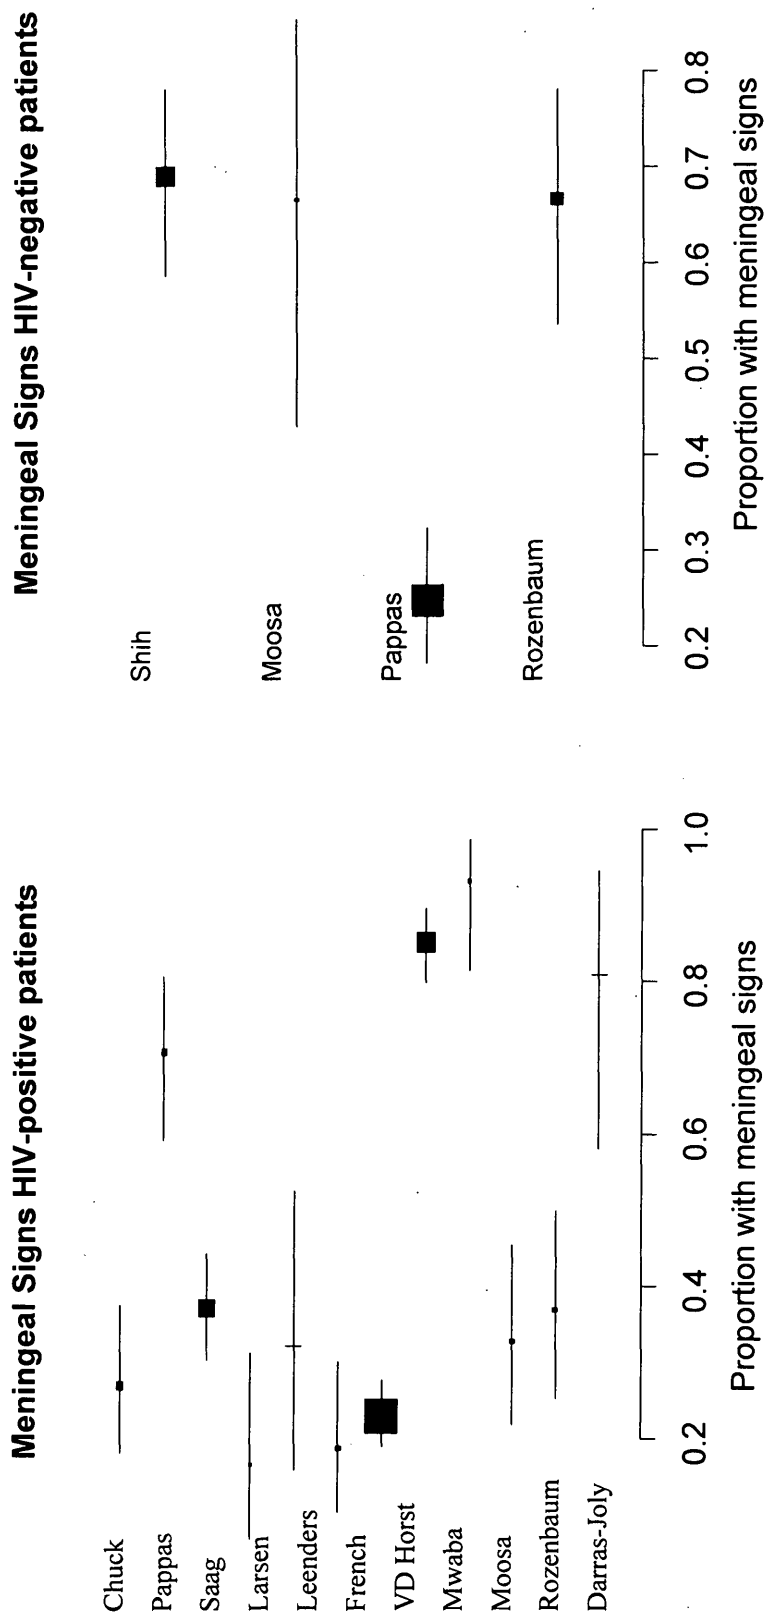 Meningeal Signs HIV-positive patients
Chuck
Pappas
Saag
Larsen
Leenders
French
VD Horst
Mwaba
Moosa
Rozenbaum
Darras-Joly
0.2 0.4 0.6 0.8 1.0
Proportion with meningeal signs
Meningeal Signs HIV-negative patients
Shih
Moosa
Pappas
Rozenbaum
0.2 0.3 0.4 0.5 0.6 0.7 0.8
Proportion with meningeal signs